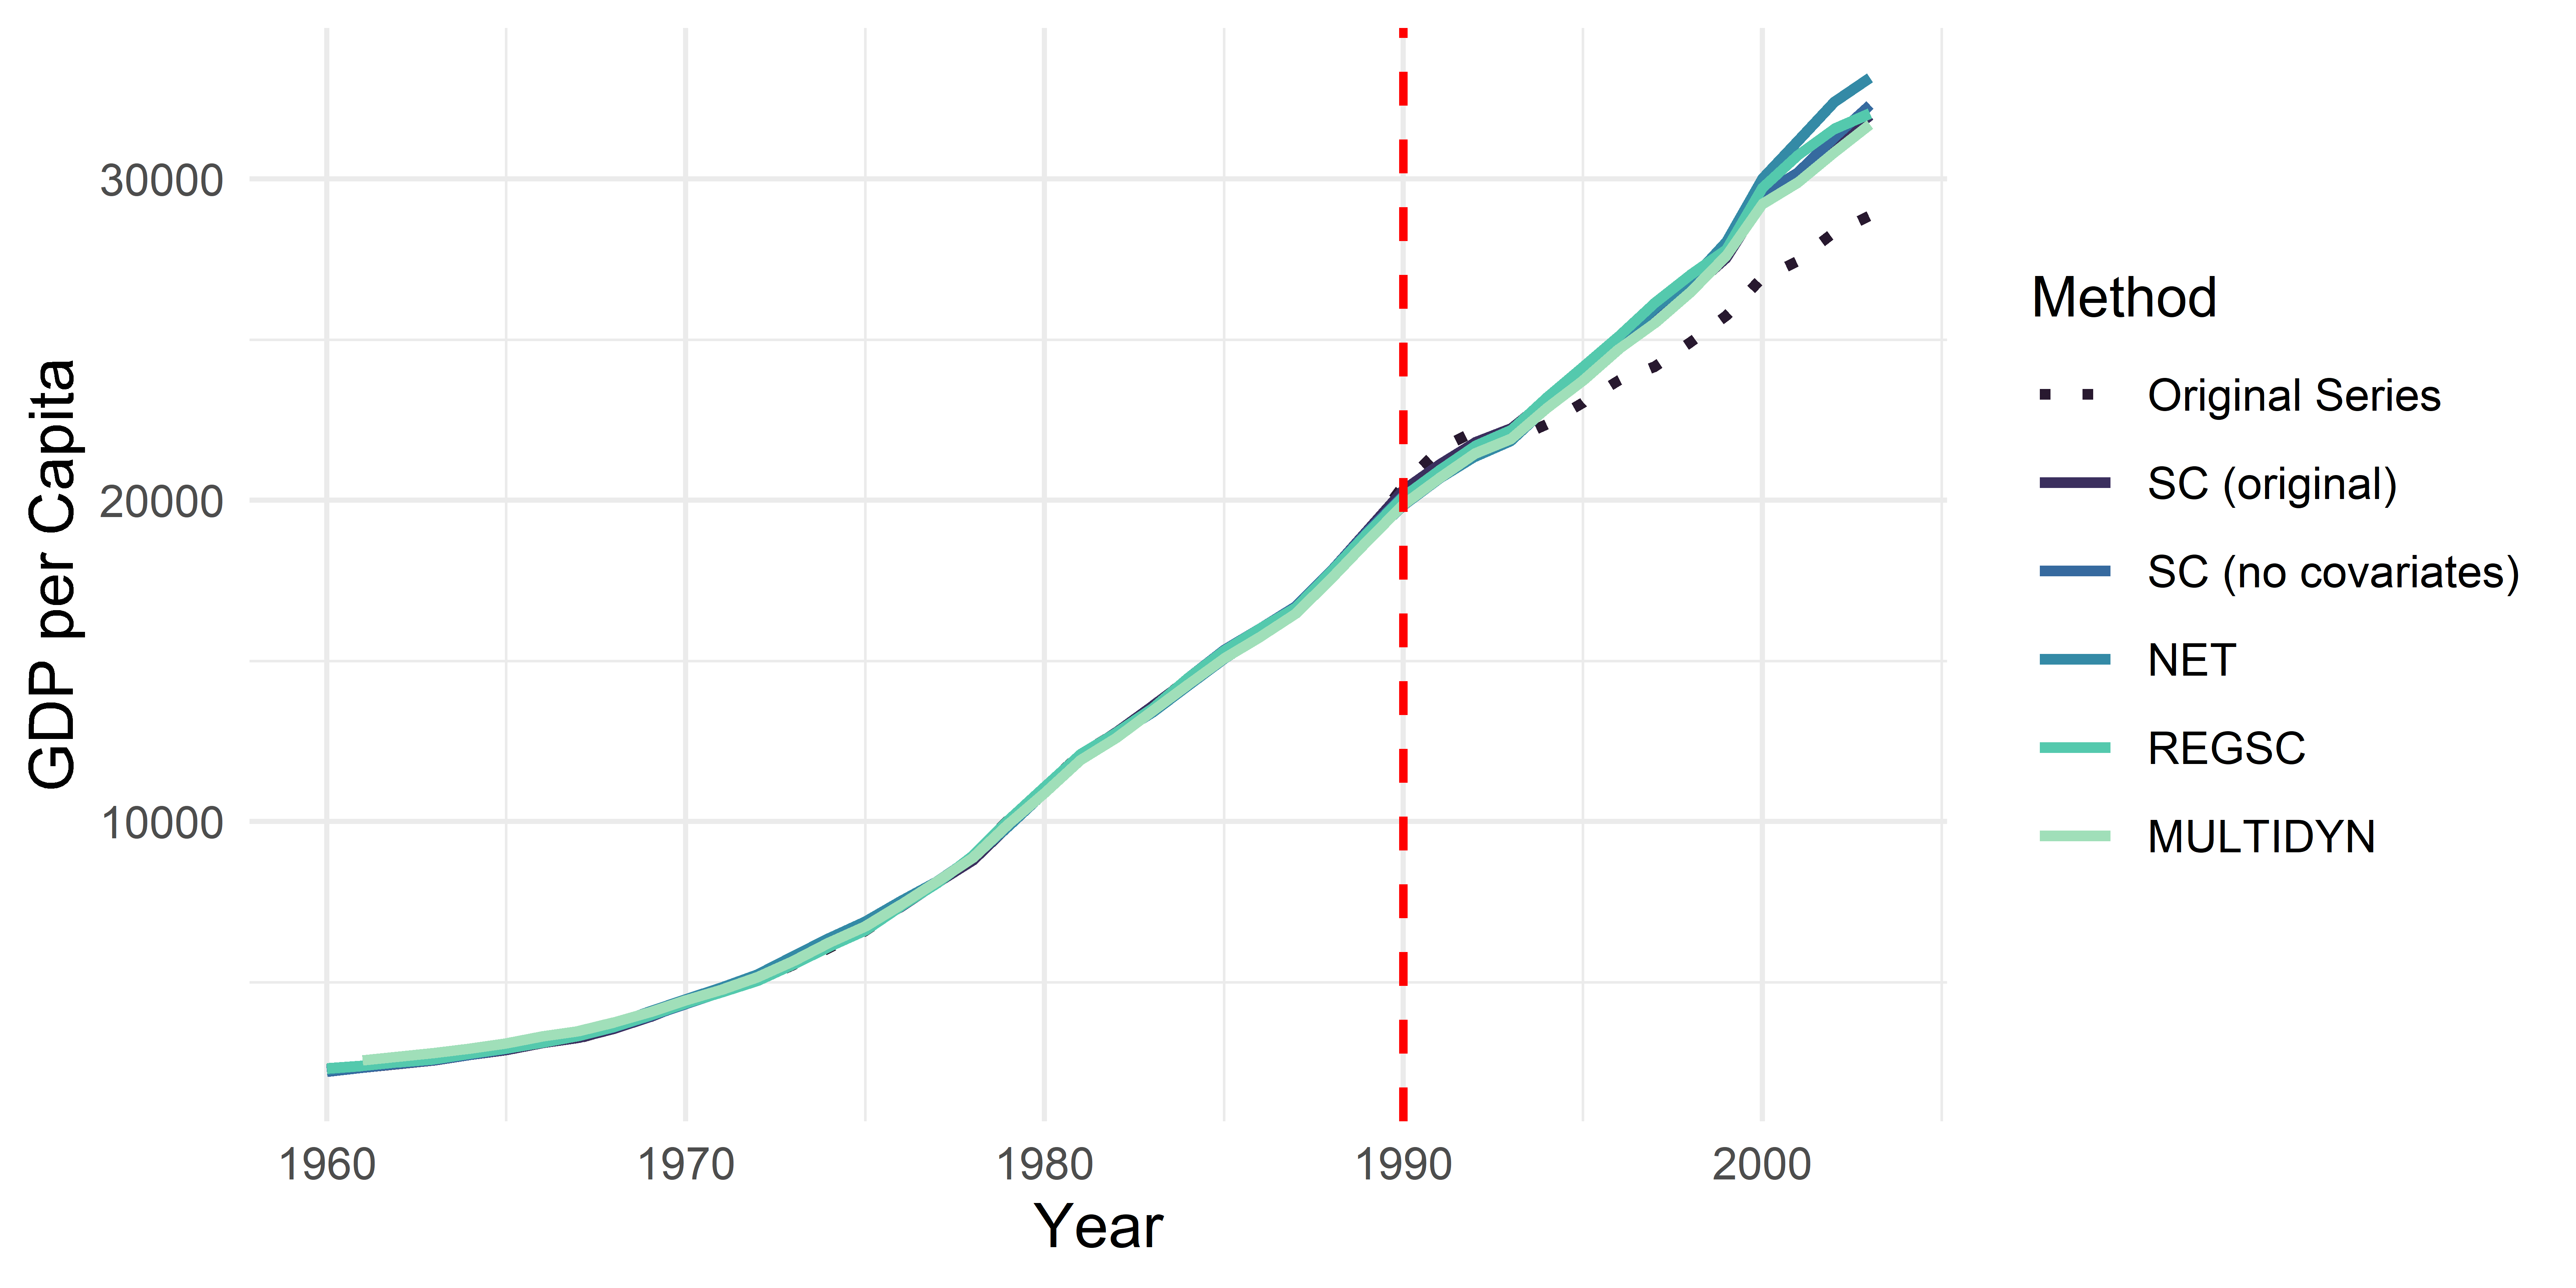 GDP per Capita
30000
20000
10000
1960
1970
1980
1990
2000
Year
Method
Original Series
SC (original)
SC (no covariates)
NET
REGSC
MULTIDYN